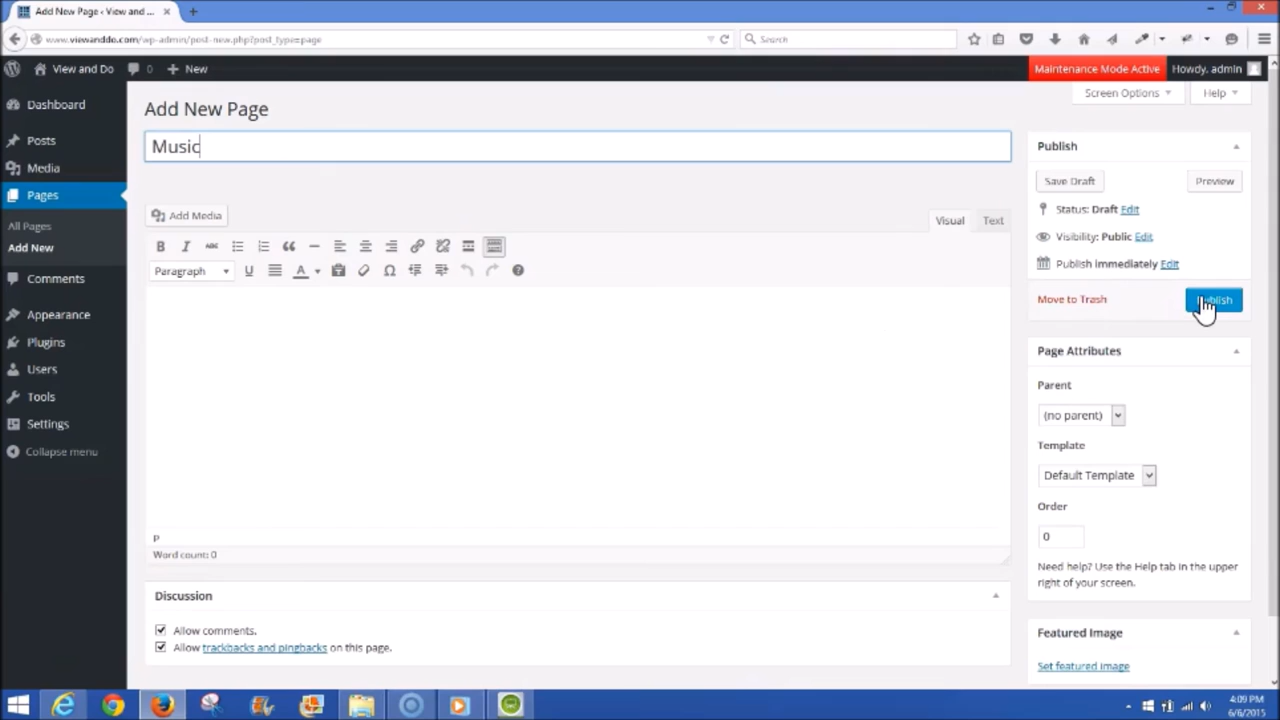 Add New Page ‹ View and ...
www.viewanddo.com/wp-admin/post-new.php?post_type=page
Search
View and Do
0
New
Maintenance Mode Active
Howdy, admin
Dashboard
Posts
Media
Pages
All Pages
Add New
Comments
Appearance
Plugins
Users
Tools
Settings
Collapse menu
Screen Options
Help
Add New Page
Music
Add Media
Visual
Text
B
I
ABC
Paragraph
U
A
P
Word count: 0
Discussion
Allow comments.
Allow trackbacks and pingbacks on this page.
Publish
Save Draft
Preview
Status: Draft Edit
Visibility: Public Edit
Publish immediately Edit
Move to Trash
Publish
Page Attributes
Parent
(no parent)
Template
Default Template
Order
0
Need help? Use the Help tab in the upper
right of your screen.
Featured Image
Set featured image
4:09 PM
6/6/2015